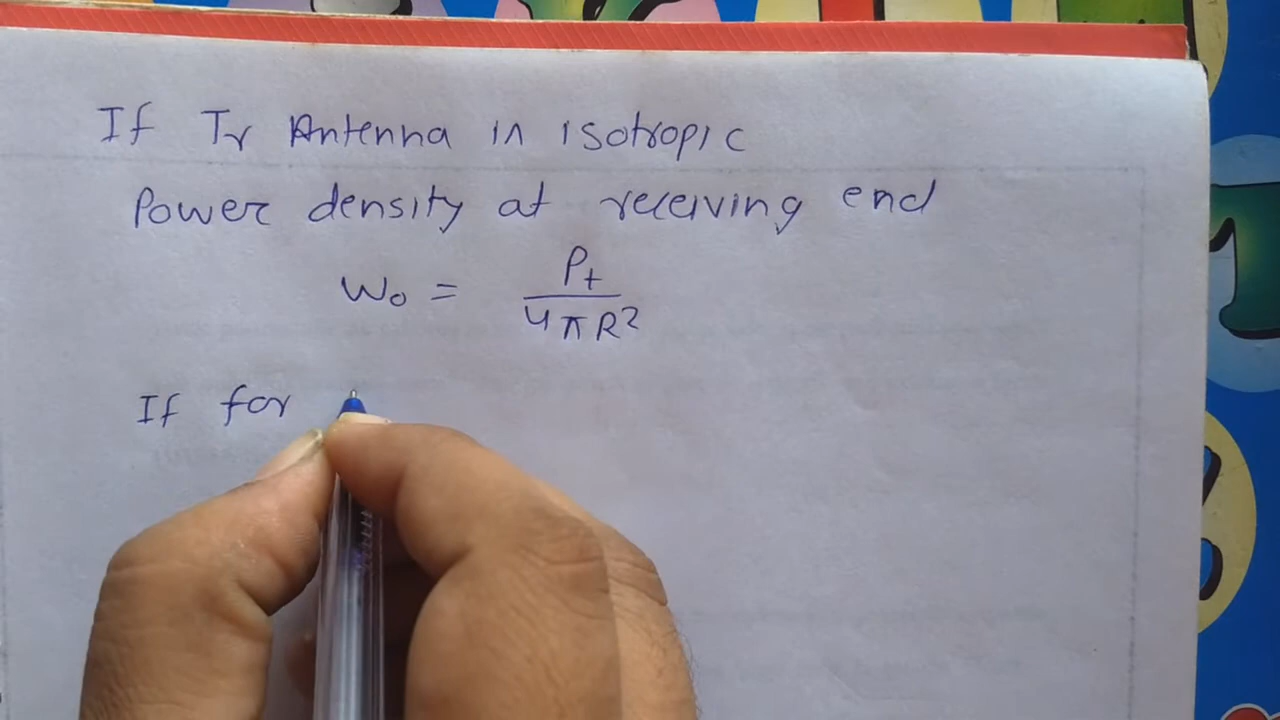 If Tr Antenna in isotropic
Power density at receiving end
W₀ = Pt / 4πR²
If for